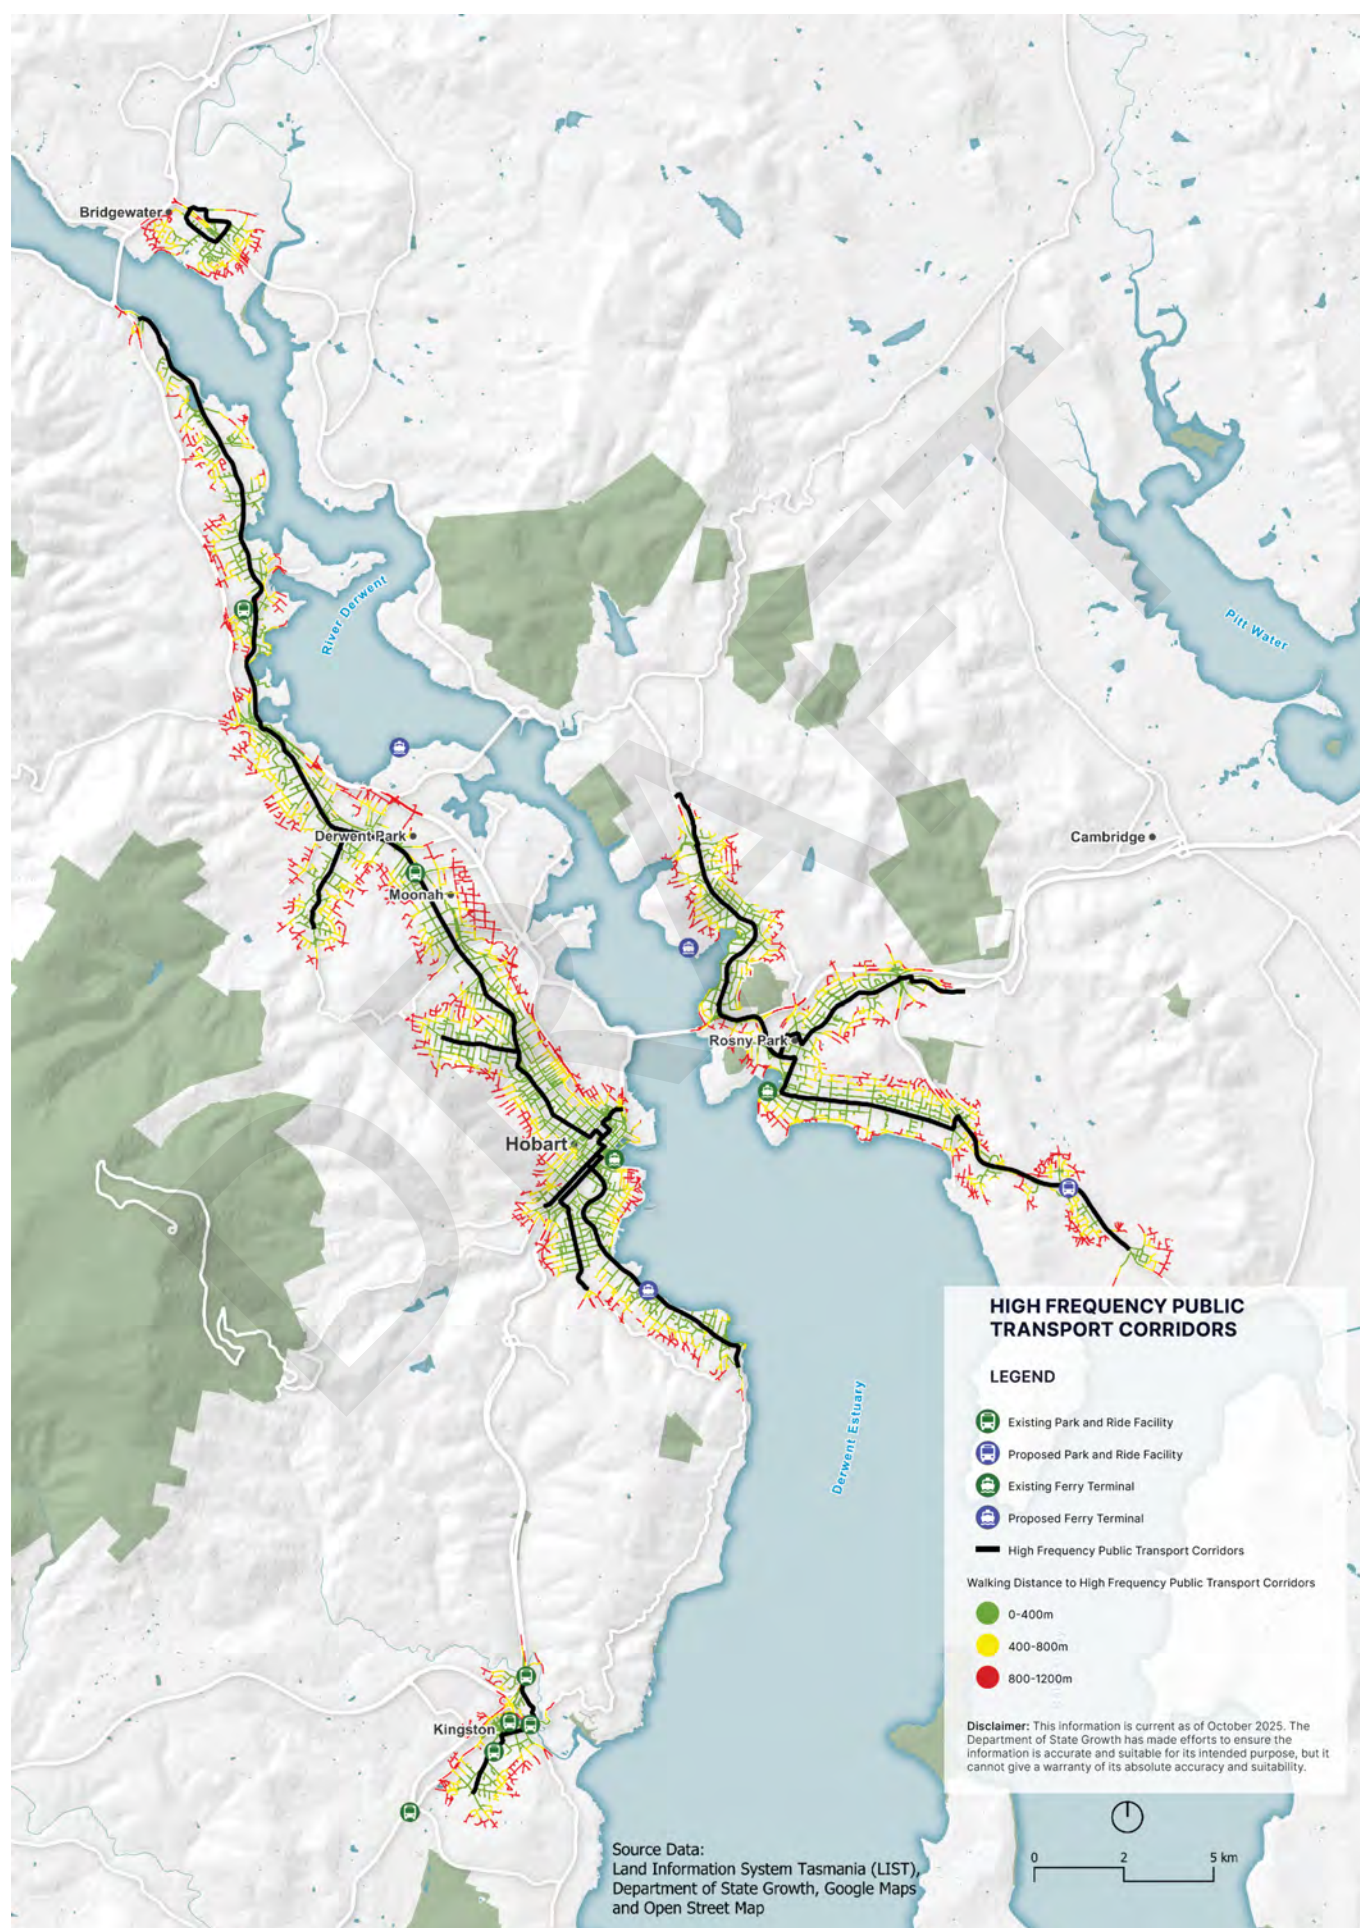 Bridgewater
River Derwent
Pitt Water
Derwent Park
Cambridge
Moonah
Rosny Park
Hobart
Derwent Estuary
Kingston
DRAFT
HIGH FREQUENCY PUBLIC
TRANSPORT CORRIDORS
LEGEND
Existing Park and Ride Facility
Proposed Park and Ride Facility
Existing Ferry Terminal
Proposed Ferry Terminal
High Frequency Public Transport Corridors
Walking Distance to High Frequency Public Transport Corridors
0-400m
400-800m
800-1200m
Disclaimer: This information is current as of October 2025. The
Department of State Growth has made efforts to ensure the
information is accurate and suitable for its intended purpose, but it
cannot give a warranty of its absolute accuracy and suitability.
0 2 5 km
Source Data:
Land Information System Tasmania (LIST),
Department of State Growth, Google Maps
and Open Street Map